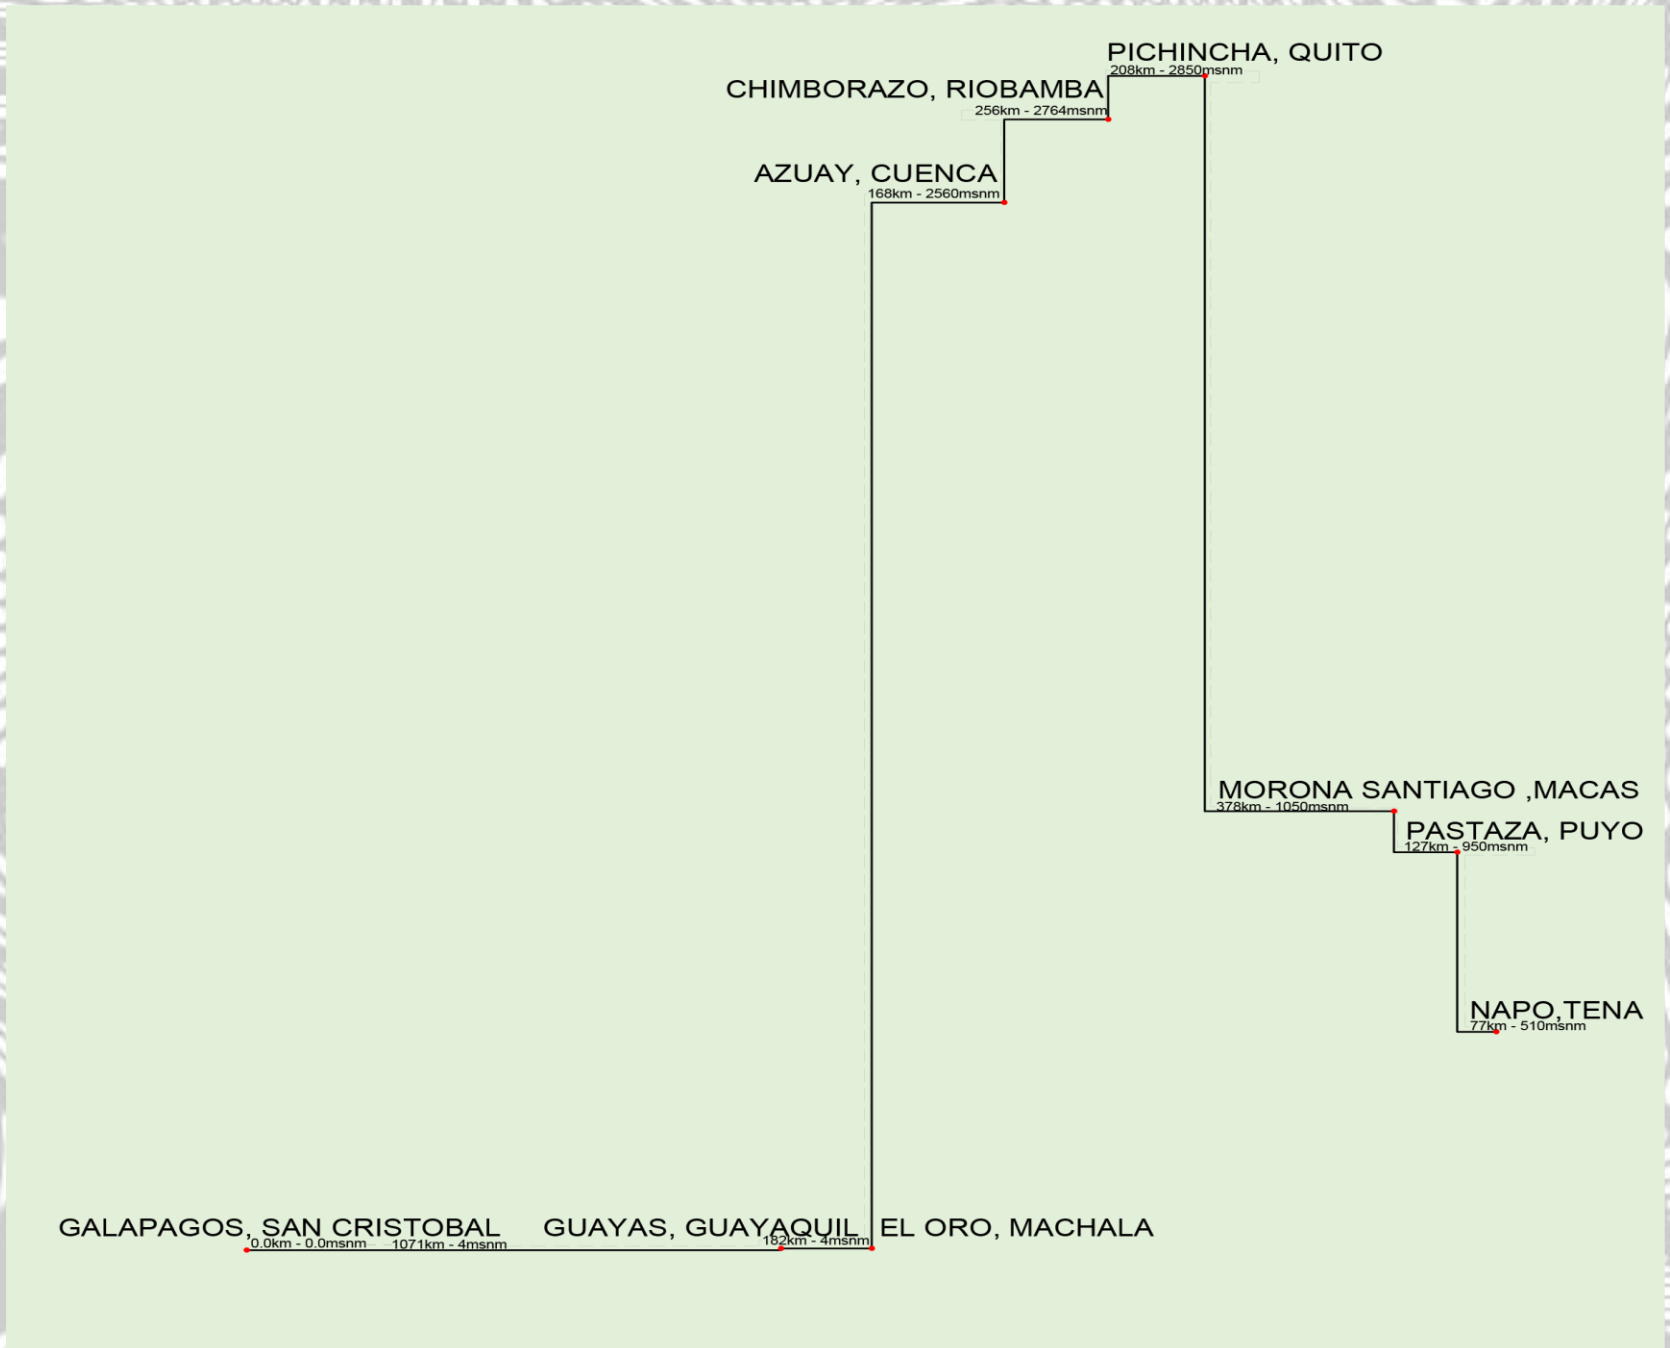 PICHINCHA, QUITO
208km - 2850msnm
CHIMBORAZO, RIOBAMBA
256km - 2764msnm
AZUAY, CUENCA
168km - 2560msnm
MORONA SANTIAGO ,MACAS
378km - 1050msnm
PASTAZA, PUYO
127km - 950msnm
NAPO,TENA
77km - 510msnm
GALAPAGOS, SAN CRISTOBAL
0.0km - 0.0msnm
1071km - 4msnm
GUAYAS, GUAYAQUIL
182km - 4msnm
EL ORO, MACHALA